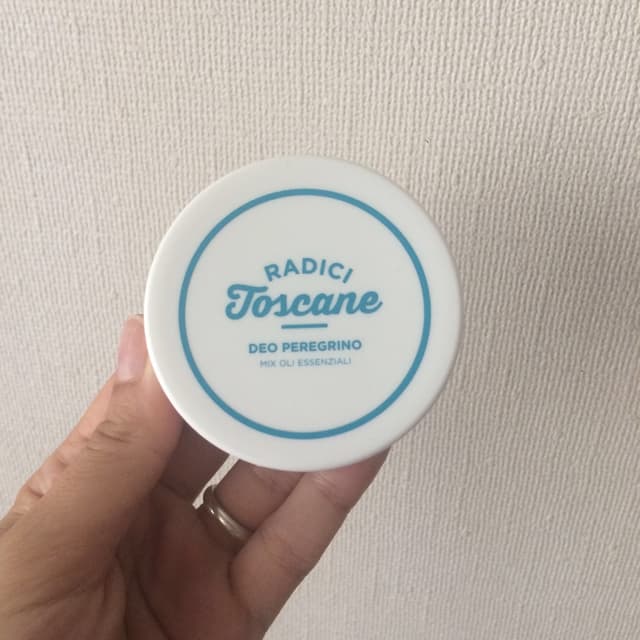 RADICI
Toscane
DEO PEREGRINO
MIX OLI ESSENZIALI